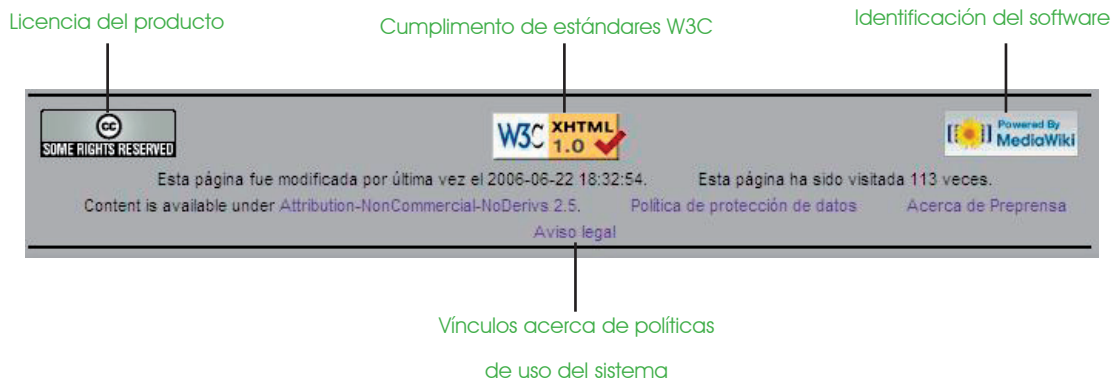 Licencia del producto
Cumplimento de estándares W3C
Identificación del software
cc
SOME RIGHTS RESERVED
W3C XHTML 1.0
Powered By
MediaWiki
Esta página fue modificada por última vez el 2006-06-22 18:32:54. Esta página ha sido visitada 113 veces.
Content is available under Attribution-NonCommercial-NoDerivs 2.5. Política de protección de datos Acerca de Preprensa
Aviso legal
Vínculos acerca de políticas
de uso del sistema